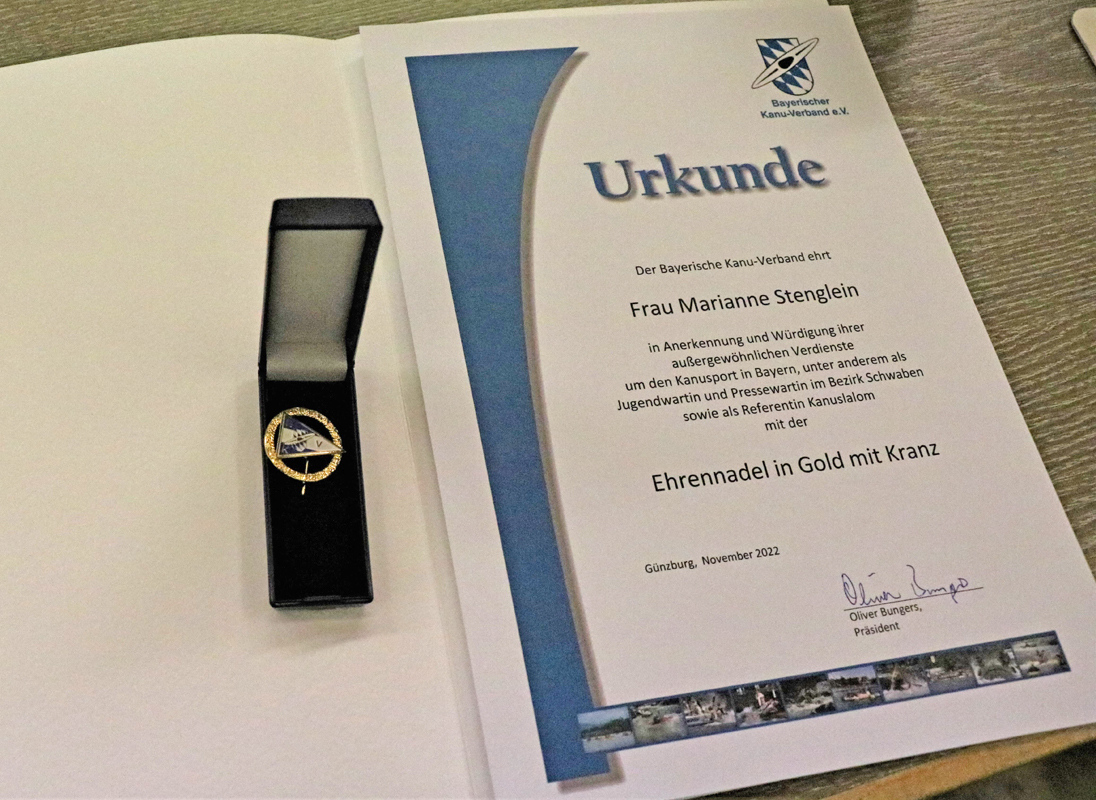 Bayerischer
Kanu-Verband e.V.
Urkunde
Der Bayerische Kanu-Verband ehrt
Frau Marianne Stenglein
in Anerkennung und Würdigung ihrer
außergewöhnlichen Verdienste
um den Kanusport in Bayern, unter anderem als
Jugendwartin und Pressewartin im Bezirk Schwaben
sowie als Referentin Kanuslalom
mit der
Ehrennadel in Gold mit Kranz
Günzburg, November 2022
Oliver Bungers
Oliver Bungers,
Präsident